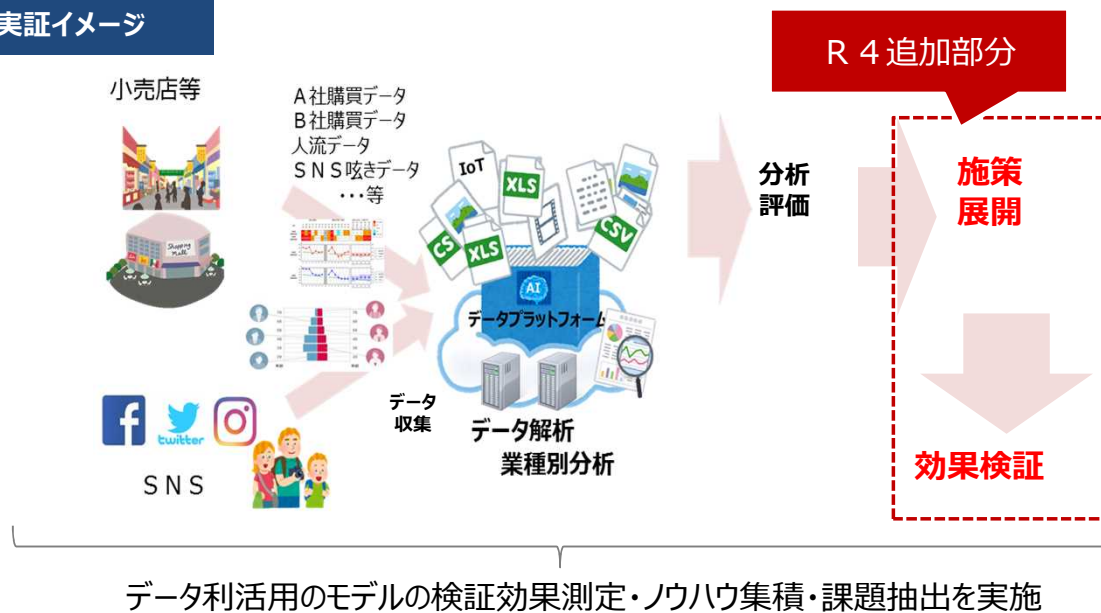 実証イメージ
R4追加部分
小売店等
A社購買データ
B社購買データ
人流データ
SNS呟きデータ
…等
Shopping
Mall
IoT
XLS
CS
XLS
CSV
AI
データプラットフォーム
分析
評価
施策
展開
データ
収集
データ解析
業種別分析
twitter
SNS
効果検証
データ利活用のモデルの検証効果測定・ノウハウ集積・課題抽出を実施